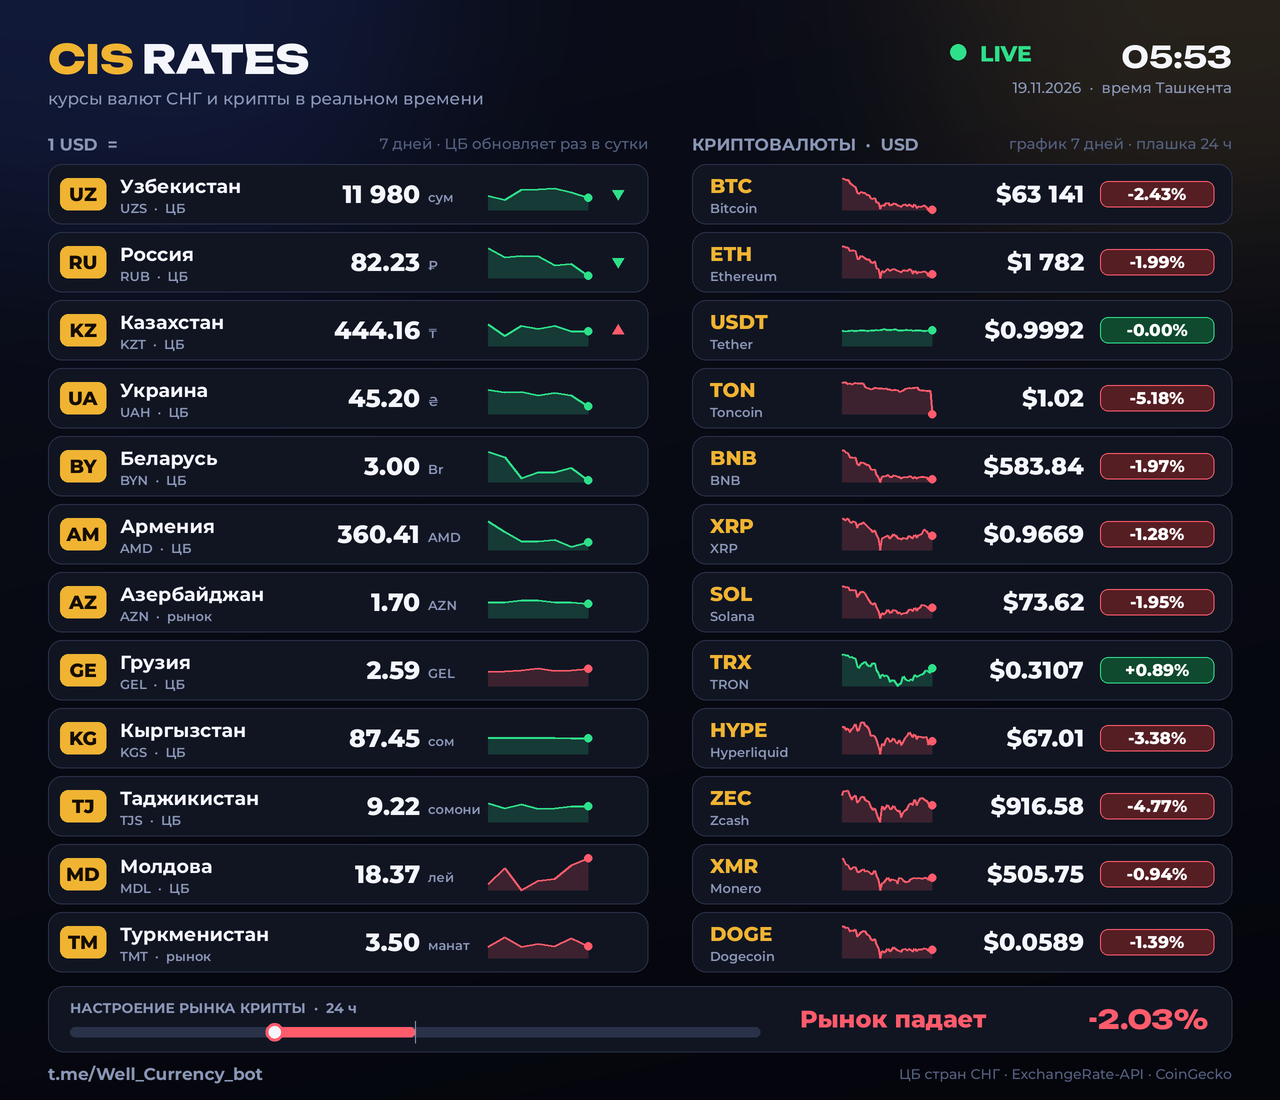 CIS RATES
LIVE 05:53
курсы валют СНГ и крипты в реальном времени
19.11.2026 · время Ташкента
1 USD =
7 дней · ЦБ обновляет раз в сутки
UZ Узбекистан 11 980 сум
UZS · ЦБ
RU Россия 82.23 ₽
RUB · ЦБ
KZ Казахстан 444.16 ₸
KZT · ЦБ
UA Украина 45.20 ₴
UAH · ЦБ
BY Беларусь 3.00 Br
BYN · ЦБ
AM Армения 360.41 AMD
AMD · ЦБ
AZ Азербайджан 1.70 AZN
AZN · рынок
GE Грузия 2.59 GEL
GEL · ЦБ
KG Кыргызстан 87.45 сом
KGS · ЦБ
TJ Таджикистан 9.22 сомони
TJS · ЦБ
MD Молдова 18.37 лей
MDL · ЦБ
TM Туркменистан 3.50 манат
TMT · рынок
КРИПТОВАЛЮТЫ · USD
график 7 дней · плашка 24 ч
BTC $63 141 -2.43%
Bitcoin
ETH $1 782 -1.99%
Ethereum
USDT $0.9992 -0.00%
Tether
TON $1.02 -5.18%
Toncoin
BNB $583.84 -1.97%
BNB
XRP $0.9669 -1.28%
XRP
SOL $73.62 -1.95%
Solana
TRX $0.3107 +0.89%
TRON
HYPE $67.01 -3.38%
Hyperliquid
ZEC $916.58 -4.77%
Zcash
XMR $505.75 -0.94%
Monero
DOGE $0.0589 -1.39%
Dogecoin
НАСТРОЕНИЕ РЫНКА КРИПТЫ · 24 ч
Рынок падает -2.03%
t.me/Well_Currency_bot
ЦБ стран СНГ · ExchangeRate-API · CoinGecko